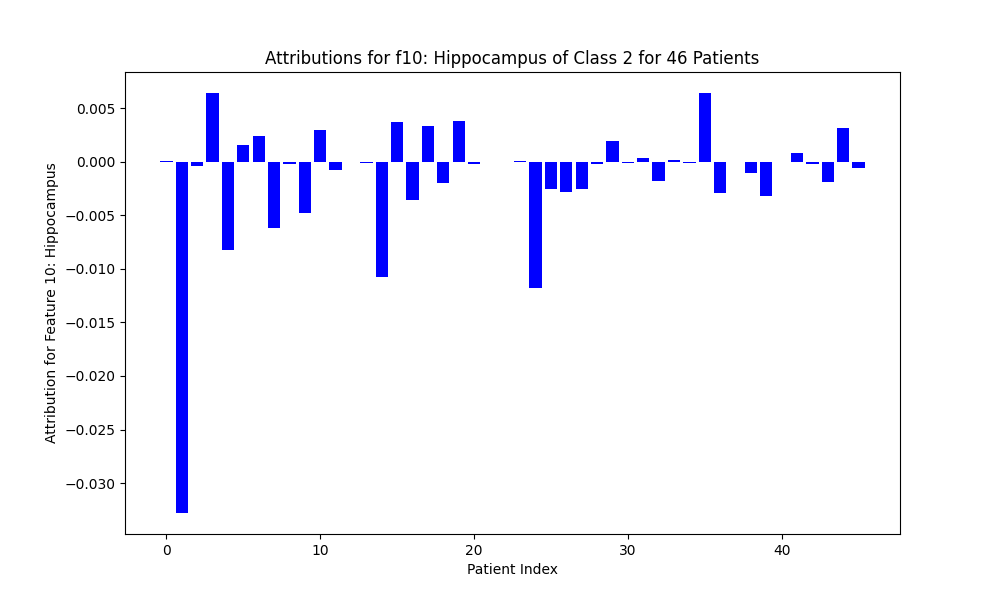 Attributions for f10: Hippocampus of Class 2 for 46 Patients
Attribution for Feature 10: Hippocampus
0.005
0.000
−0.005
−0.010
−0.015
−0.020
−0.025
−0.030
0 10 20 30 40
Patient Index